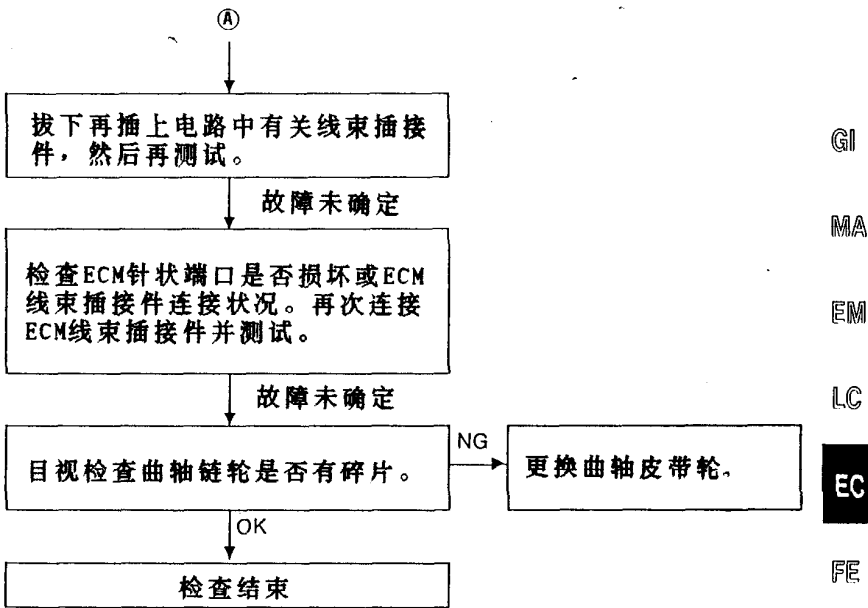 Ⓐ
拔下再插上电路中有关线束插接
件，然后再测试。
故障未确定
检查ECM针状端口是否损坏或ECM
线束插接件连接状况。再次连接
ECM线束插接件并测试。
故障未确定
目视检查曲轴链轮是否有碎片。
NG
更换曲轴皮带轮。
OK
检查结束
GI
MA
EM
LC
EC
FE